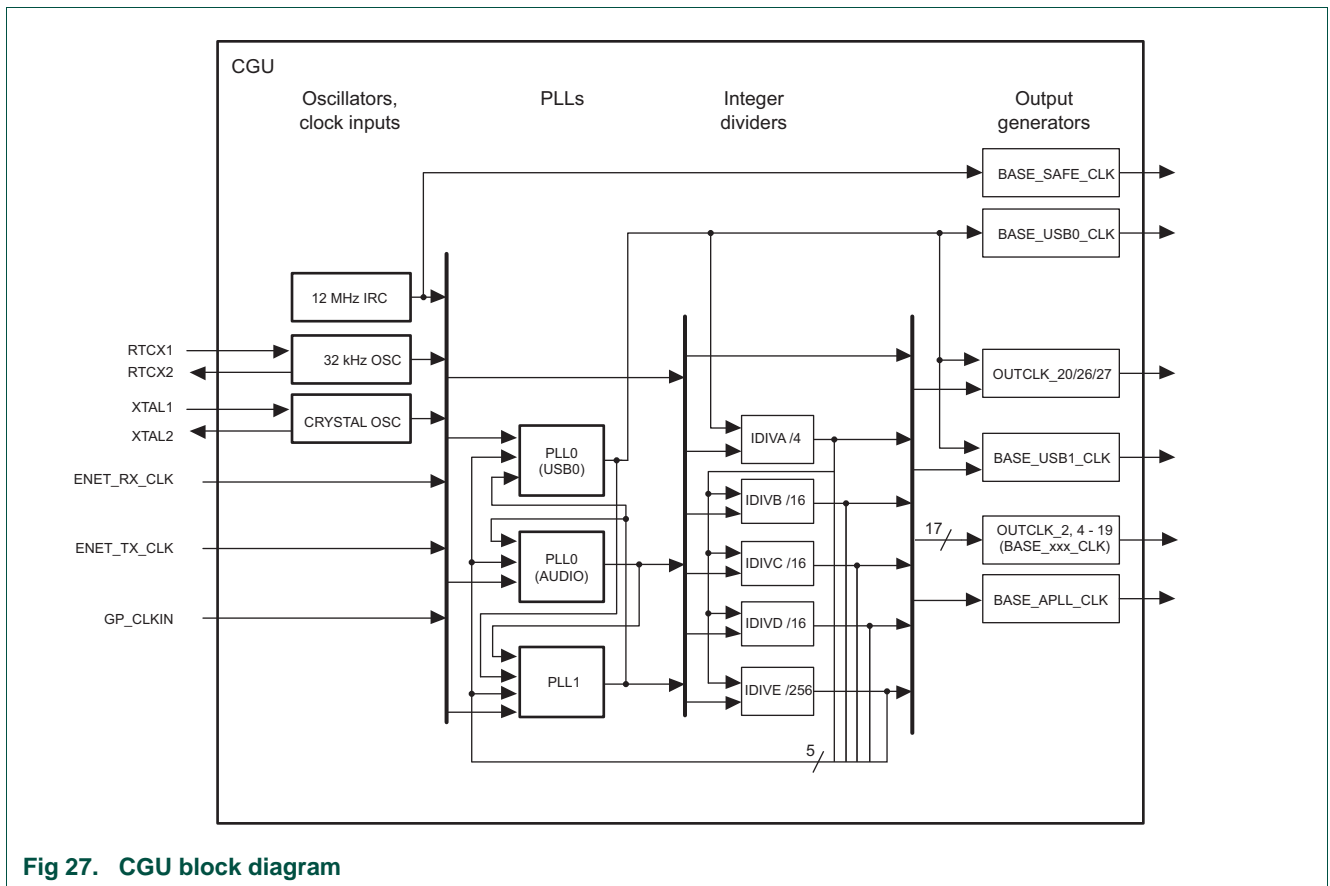 CGU
Oscillators,
clock inputs
PLLs
Integer
dividers
Output
generators
BASE_SAFE_CLK
BASE_USB0_CLK
12 MHz IRC
RTCX1
RTCX2
32 kHz OSC
OUTCLK_20/26/27
XTAL1
XTAL2
CRYSTAL OSC
PLL0
(USB0)
IDIVA /4
BASE_USB1_CLK
ENET_RX_CLK
IDIVB /16
17
OUTCLK_2, 4 - 19
(BASE_xxx_CLK)
ENET_TX_CLK
PLL0
(AUDIO)
IDIVC /16
BASE_APLL_CLK
GP_CLKIN
IDIVD /16
PLL1
IDIVE /256
5
Fig 27. CGU block diagram